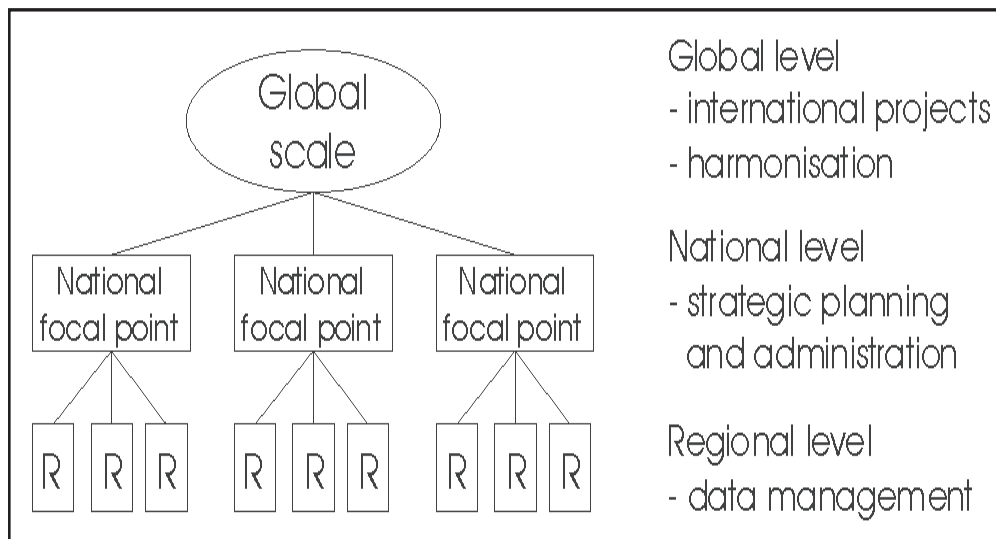 Global
scale
National
focal point
National
focal point
National
focal point
R R R R R R R R R
Global level
- international projects
- harmonisation
National level
- strategic planning
and administration
Regional level
- data management